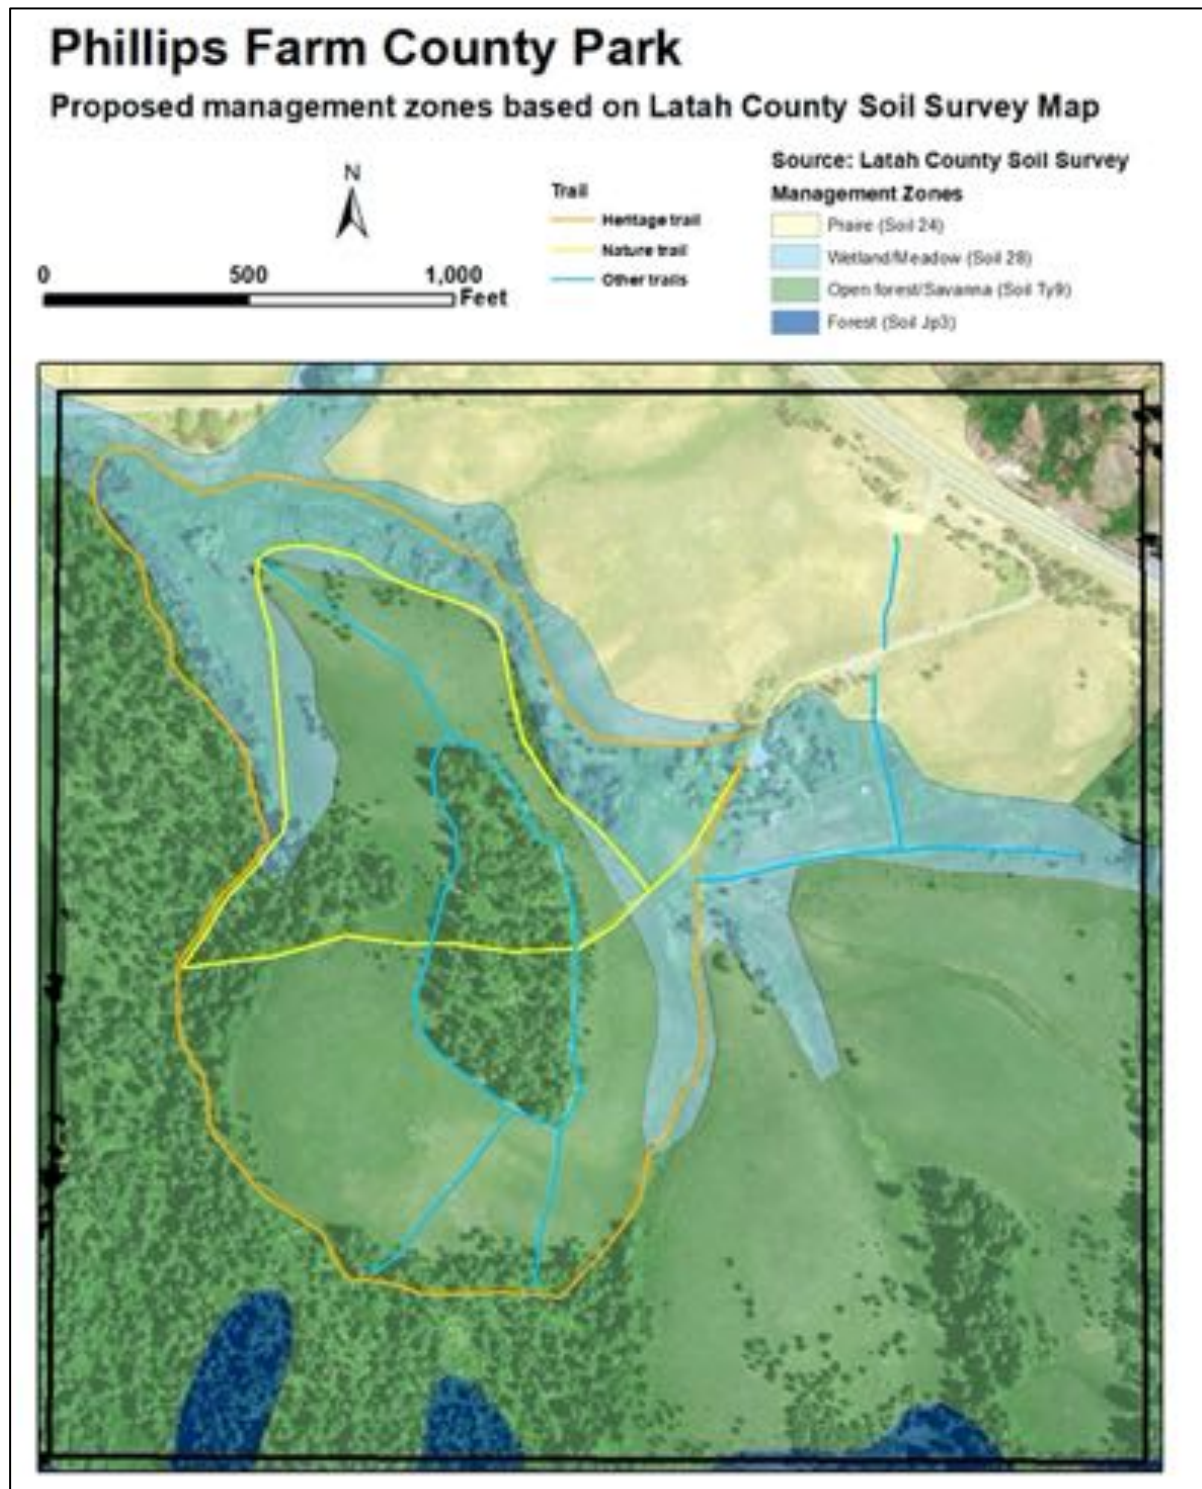 Phillips Farm County Park
Proposed management zones based on Latah County Soil Survey Map
N
0 500 1,000
Feet
Trail
Heritage trail
Nature trail
Other trails
Source: Latah County Soil Survey
Management Zones
Praire (Soil 24)
Wetland/Meadow (Soil 28)
Open forest/Savanna (Soil Ty9)
Forest (Soil Jp3)